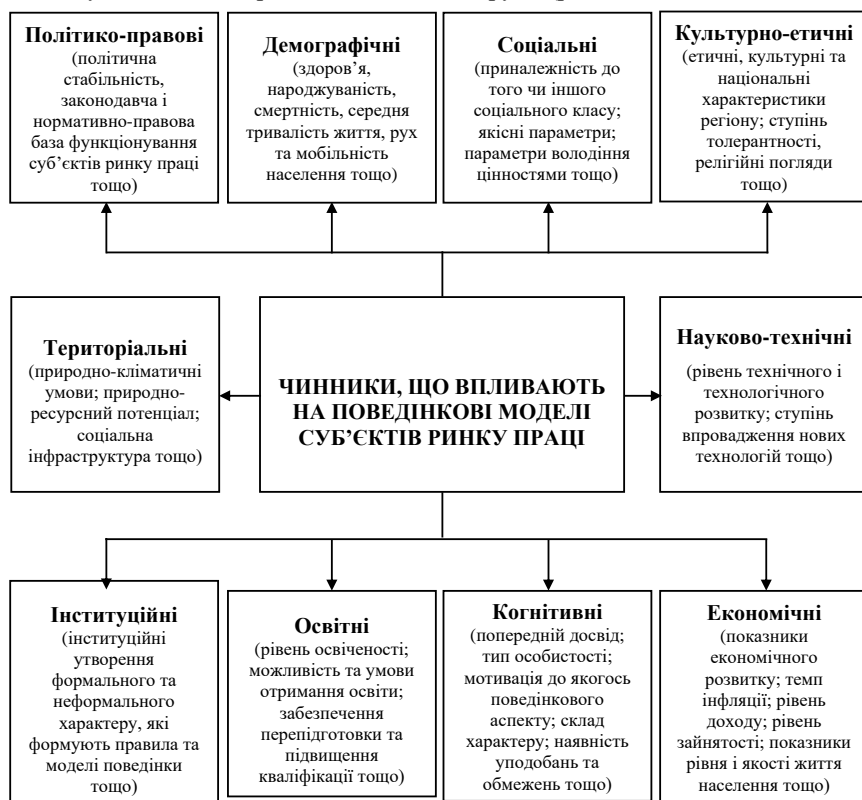 Політико-правові
(політична
стабільність,
законодавча і
нормативно-правова
база функціонування
суб’єктів ринку праці
тощо)
Демографічні
(здоров’я,
народжуваність,
смертність, середня
тривалість життя, рух
та мобільність
населення тощо)
Соціальні
(приналежність до
того чи іншого
соціального класу;
якісні параметри;
параметри володіння
цінностями тощо)
Культурно-етичні
(етичні, культурні та
національні
характеристики
регіону; ступінь
толерантності,
релігійні погляди
тощо)
Територіальні
(природно-кліматичні
умови; природно-
ресурсний потенціал;
соціальна
інфраструктура тощо)
ЧИННИКИ, ЩО ВПЛИВАЮТЬ
НА ПОВЕДІНКОВІ МОДЕЛІ
СУБ’ЄКТІВ РИНКУ ПРАЦІ
Науково-технічні
(рівень технічного і
технологічного
розвитку; ступінь
впровадження нових
технологій тощо)
Інституційні
(інституційні
утворення
формального та
неформального
характеру, які
формують правила та
моделі поведінки
тощо)
Освітні
(рівень освіченості;
можливість та умови
отримання освіти;
забезпечення
перепідготовки та
підвищення
кваліфікації тощо)
Когнитивні
(попередній досвід;
тип особистості;
мотивація до якогось
поведінкового
аспекту; склад
характеру; наявність
уподобань та
обмежень тощо)
Економічні
(показники
економічного
розвитку; темп
інфляції; рівень
доходу; рівень
зайнятості; показники
рівня і якості життя
населення тощо)